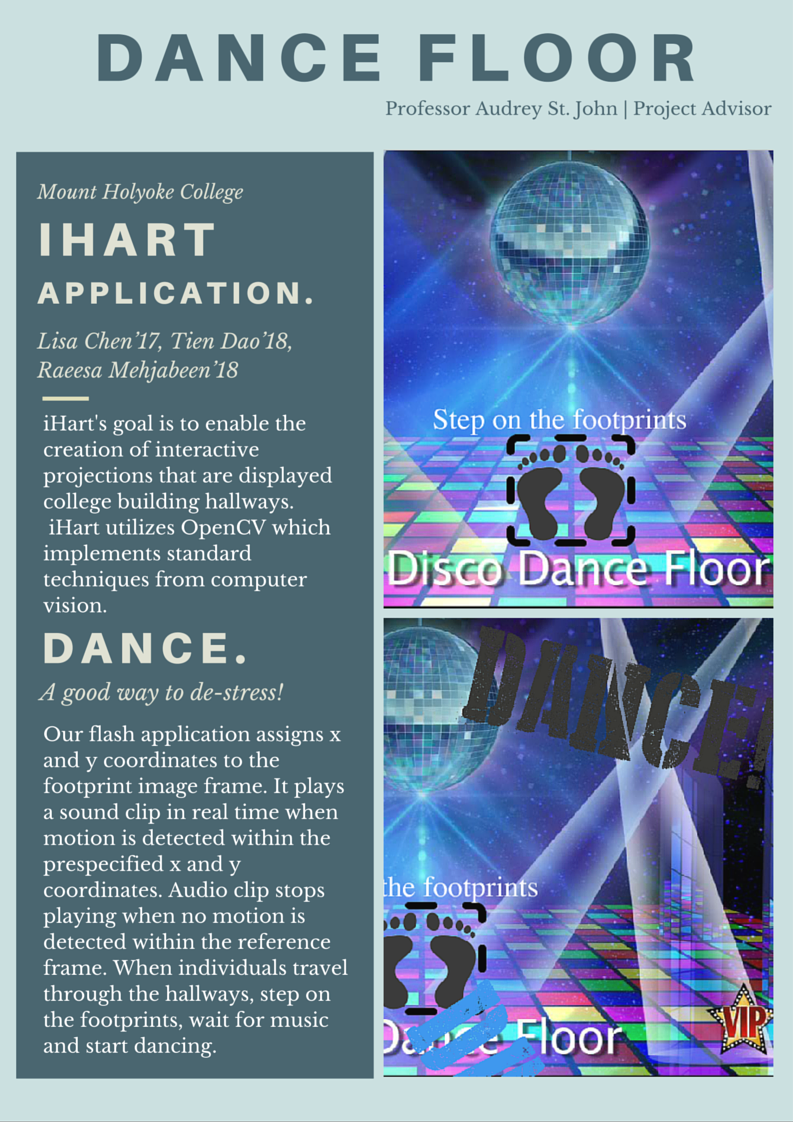 DANCE FLOOR
Professor Audrey St. John | Project Advisor
Mount Holyoke College
IHART
APPLICATION.
Lisa Chen’17, Tien Dao’18,
Raeesa Mehjabeen’18
iHart's goal is to enable the
creation of interactive
projections that are displayed
college building hallways.
iHart utilizes OpenCV which
implements standard
techniques from computer
vision.
DANCE.
A good way to de-stress!
Our flash application assigns x
and y coordinates to the
footprint image frame. It plays
a sound clip in real time when
motion is detected within the
prespecified x and y
coordinates. Audio clip stops
playing when no motion is
detected within the reference
frame. When individuals travel
through the hallways, step on
the footprints, wait for music
and start dancing.
Step on the footprints
Disco Dance Floor
DANCE!
the footprints
Dance Floor
VIP